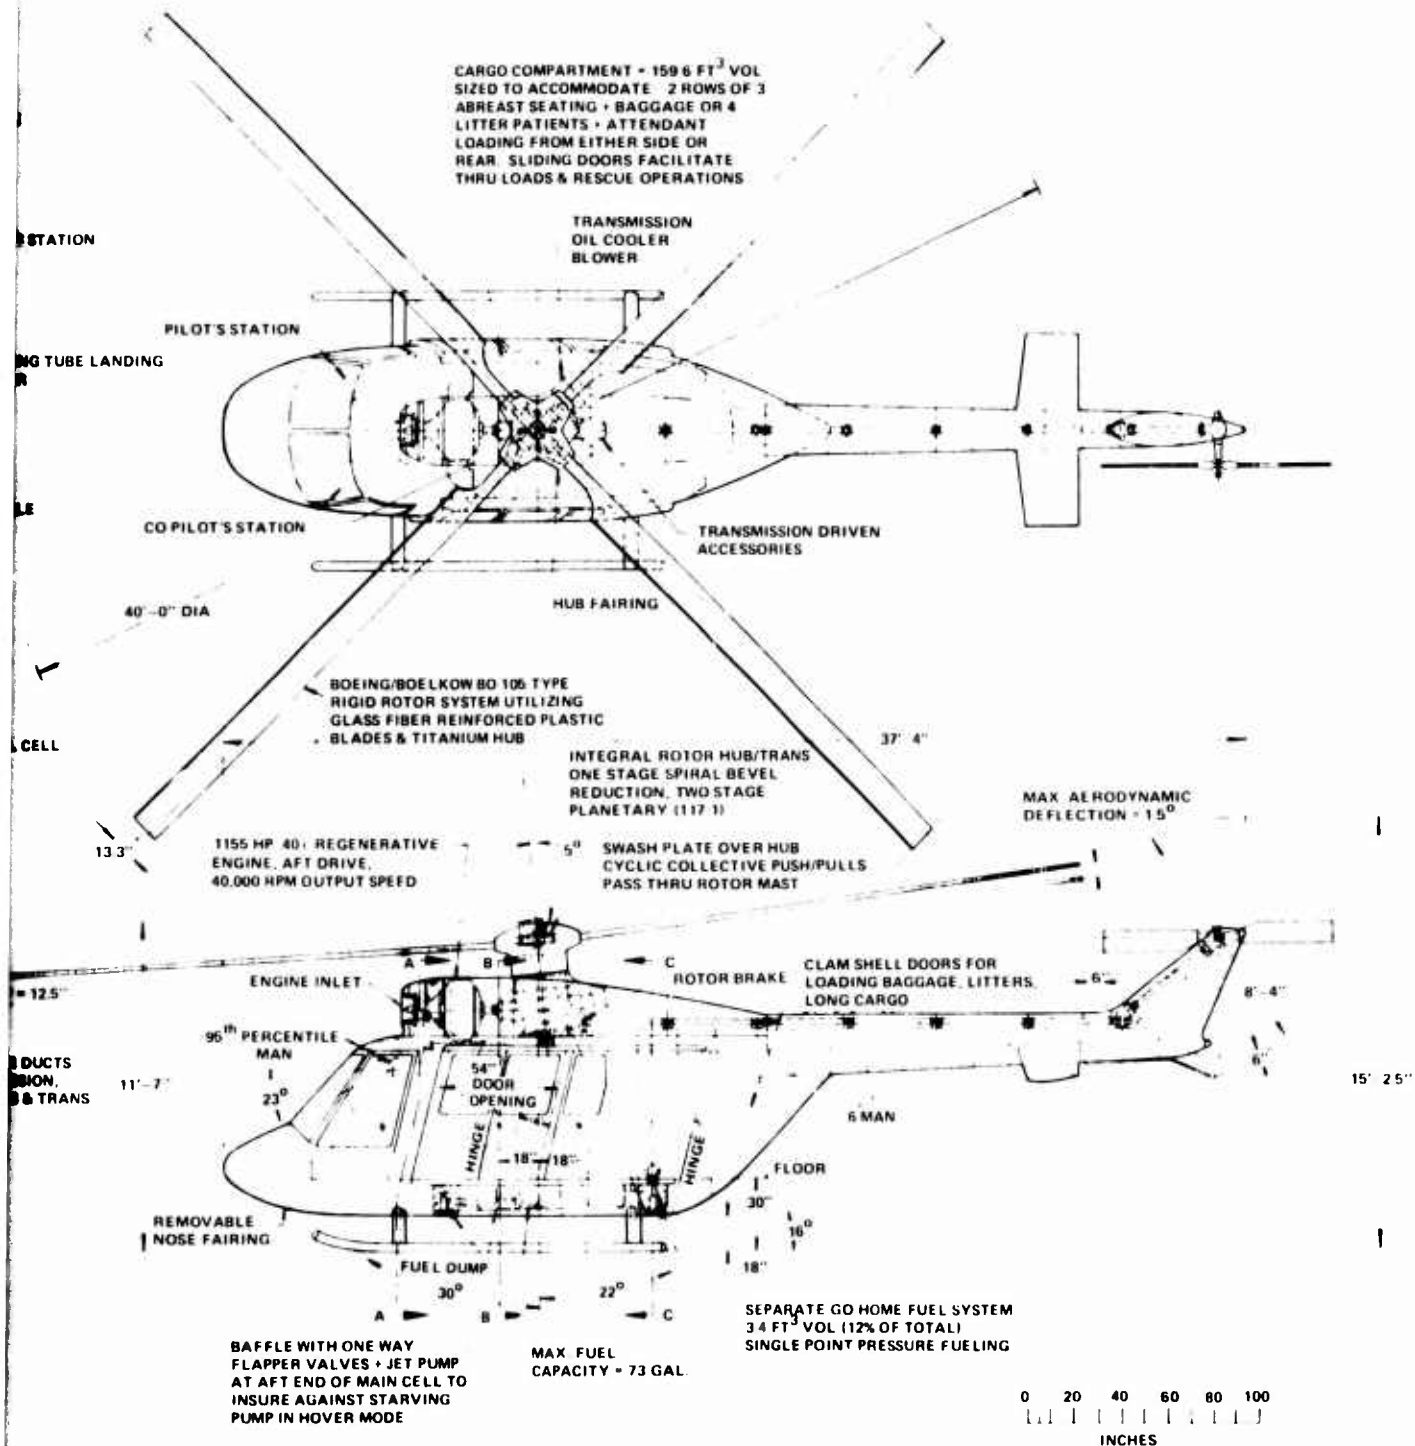 CARGO COMPARTMENT = 159 6 FT3 VOL
SIZED TO ACCOMMODATE 2 ROWS OF 3
ABREAST SEATING + BAGGAGE OR 4
LITTER PATIENTS + ATTENDANT
LOADING FROM EITHER SIDE OR
REAR. SLIDING DOORS FACILITATE
THRU LOADS & RESCUE OPERATIONS
TRANSMISSION
OIL COOLER
BLOWER
STATION
PILOT'S STATION
TUBE LANDING
CO PILOT'S STATION
TRANSMISSION DRIVEN
ACCESSORIES
HUB FAIRING
40'-0" DIA
BOEING/BOELKOW BO 105 TYPE
RIGID ROTOR SYSTEM UTILIZING
GLASS FIBER REINFORCED PLASTIC
BLADES & TITANIUM HUB
CELL
37' 4"
INTEGRAL ROTOR HUB/TRANS
ONE STAGE SPIRAL BEVEL
REDUCTION, TWO STAGE
PLANETARY (117 1)
MAX AERODYNAMIC
DEFLECTION = 15°
13 3"
1155 HP 40 REGENERATIVE
ENGINE, AFT DRIVE,
40,000 RPM OUTPUT SPEED
5°
SWASH PLATE OVER HUB
CYCLIC COLLECTIVE PUSH/PULLS
PASS THRU ROTOR MAST
A
B
C
ENGINE INLET
ROTOR BRAKE
CLAM SHELL DOORS FOR
LOADING BAGGAGE, LITTERS,
LONG CARGO
6"
8'-4"
= 12.5"
95th PERCENTILE
MAN
DUCTS
& TRANS
11'-7"
23°
54"
DOOR
OPENING
6"
15' 2 5"
6 MAN
HINGE
18"
18"
HINGE
FLOOR
30"
16°
REMOVABLE
NOSE FAIRING
FUEL DUMP
30°
22°
18"
A
B
C
SEPARATE GO HOME FUEL SYSTEM
3 4 FT3 VOL (12% OF TOTAL)
SINGLE POINT PRESSURE FUELING
BAFFLE WITH ONE WAY
FLAPPER VALVES + JET PUMP
AT AFT END OF MAIN CELL TO
INSURE AGAINST STARVING
PUMP IN HOVER MODE
MAX FUEL
CAPACITY = 73 GAL.
0 20 40 60 80 100
INCHES